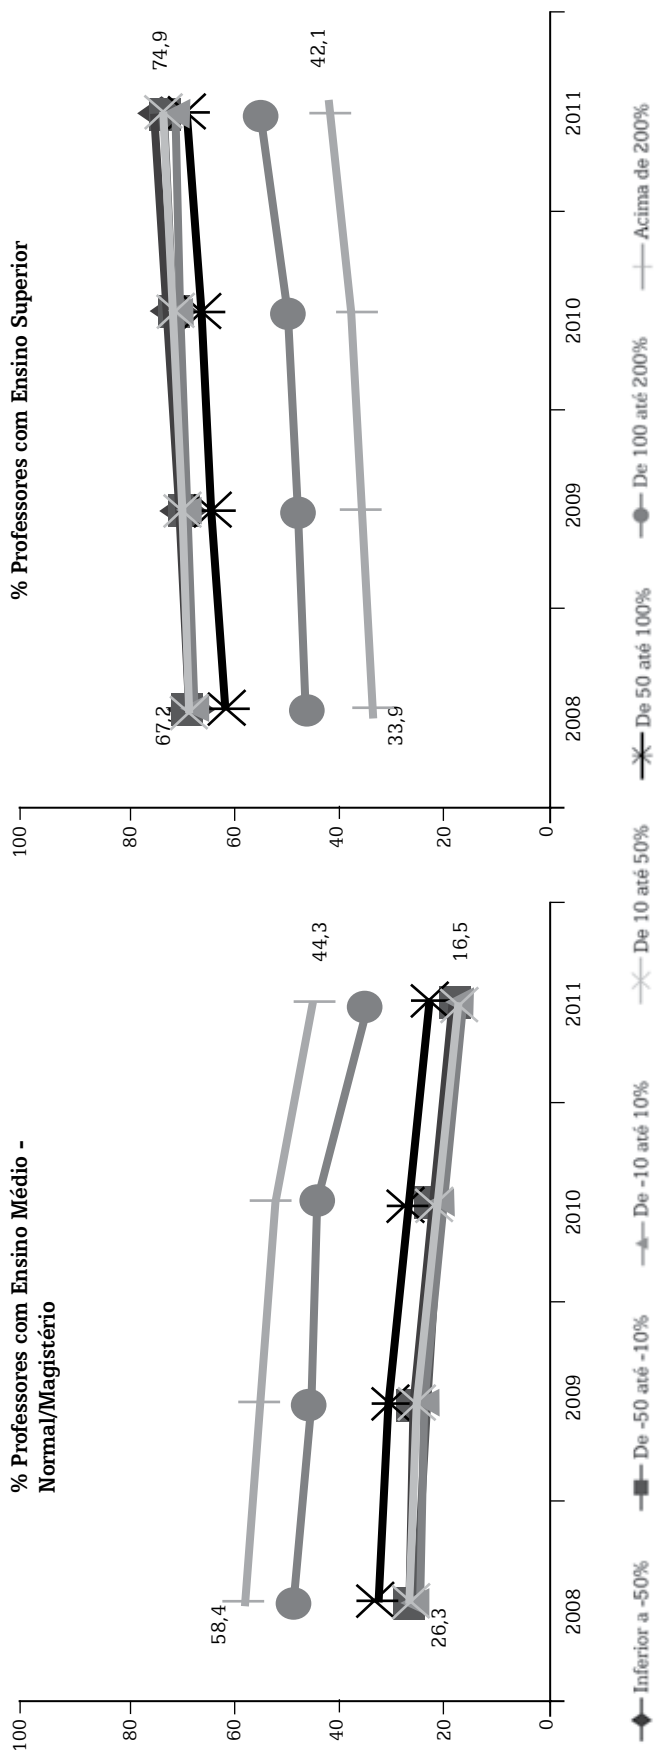 % Professores com Ensino Médio -
Normal/Magistério
100
80
60
40
20
0
58,4
44,3
26,3
16,5
2008
2009
2010
2011
% Professores com Ensino Superior
100
80
60
40
20
0
67,2
74,9
33,9
42,1
2008
2009
2010
2011
Inferior a -50%
De -50 até -10%
De -10 até 10%
De 10 até 50%
De 50 até 100%
De 100 até 200%
Acima de 200%